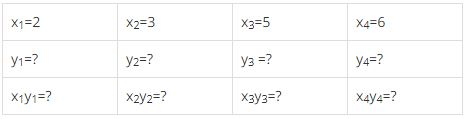 x₁=2 x₂=3 x₃=5 x₄=6
y₁=? y₂=? y₃ =? y₄=?
x₁y₁=? x₂y₂=? x₃y₃=? x₄y₄=?